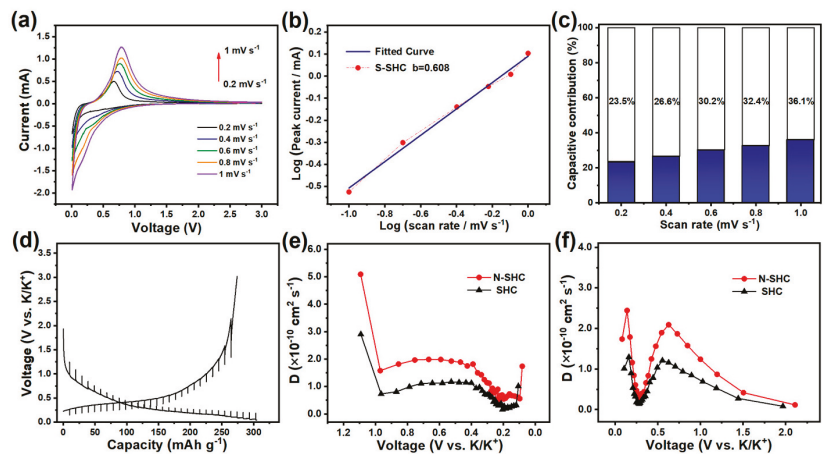 (a)
1 mV s⁻¹
0.2 mV s⁻¹
0.2 mV s⁻¹
0.4 mV s⁻¹
0.6 mV s⁻¹
0.8 mV s⁻¹
1 mV s⁻¹
Current (mA)
1.5
1.0
0.5
0.0
-0.5
-1.0
-1.5
-2.0
0.0 0.5 1.0 1.5 2.0 2.5 3.0
Voltage (V)
(b)
Fitted Curve
S-SHC b=0.608
Log (Peak current / mA)
0.2
0.1
0.0
-0.1
-0.2
-0.3
-0.4
-0.5
-1.0 -0.8 -0.6 -0.4 -0.2 0.0
Log (scan rate / mV s⁻¹)
(c)
Capacitive contribution (%)
100
80
60
40
20
0
23.5% 26.6% 30.2% 32.4% 36.1%
0.2 0.4 0.6 0.8 1.0
Scan rate (mV s⁻¹)
(d)
Voltage (V vs. K/K⁺)
3.5
3.0
2.5
2.0
1.5
1.0
0.5
0.0
0 50 100 150 200 250 300
Capacity (mAh g⁻¹)
(e)
N-SHC
SHC
D (×10⁻¹⁰ cm² s⁻¹)
6.0
5.0
4.0
3.0
2.0
1.0
0.0
1.2 1.0 0.8 0.6 0.4 0.2 0.0
Voltage (V vs. K/K⁺)
(f)
N-SHC
SHC
D (×10⁻¹⁰ cm² s⁻¹)
4.0
3.0
2.0
1.0
0.0
0.0 0.5 1.0 1.5 2.0
Voltage (V vs. K/K⁺)